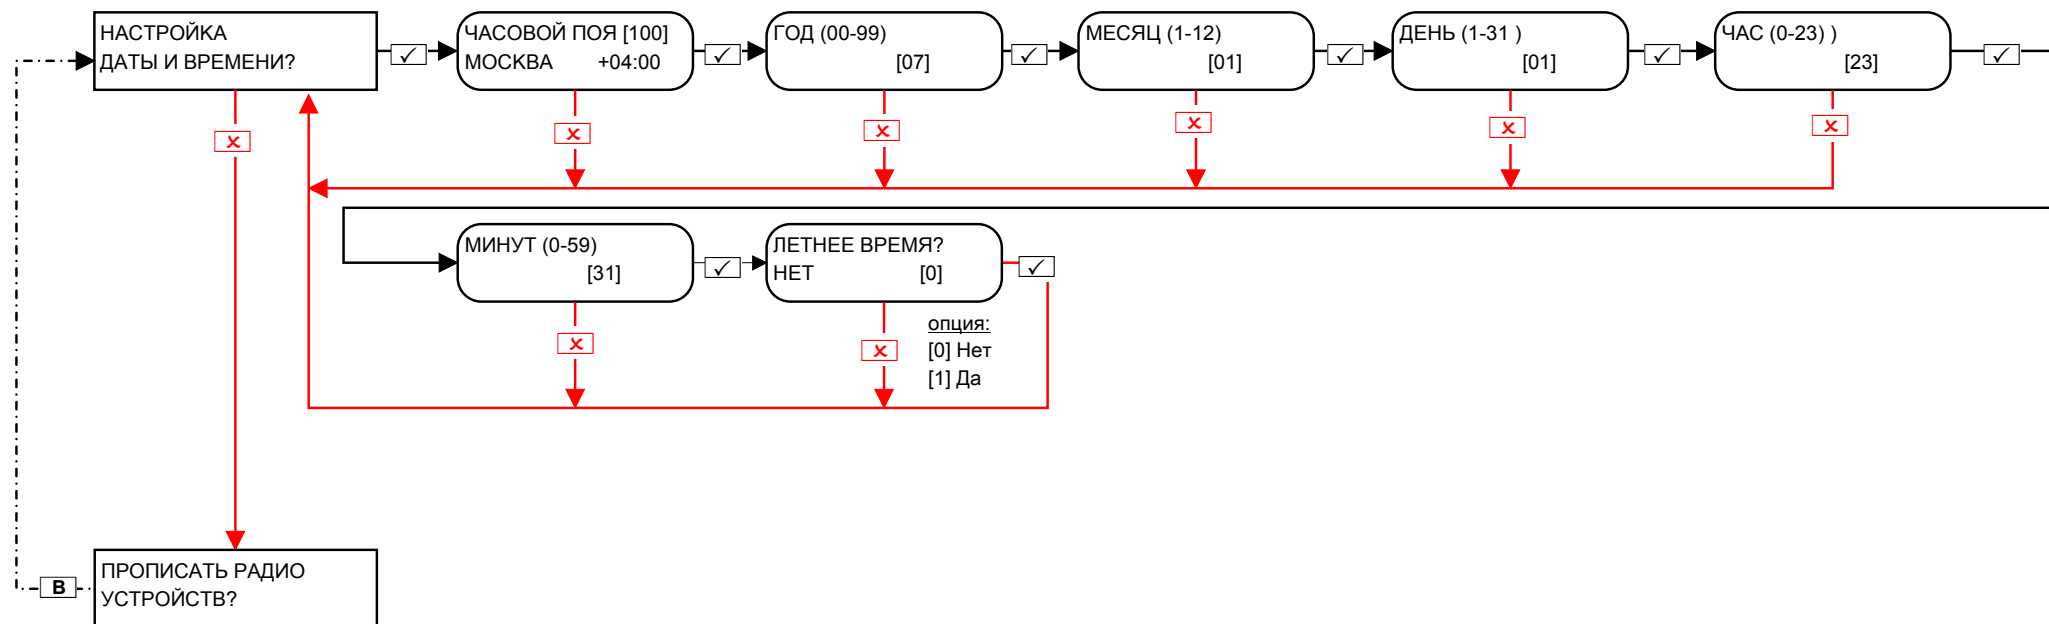 НАСТРОЙКА
ДАТЫ И ВРЕМЕНИ?
ЧАСОВОЙ ПОЯ [100]
МОСКВА +04:00
ГОД (00-99)
[07]
МЕСЯЦ (1-12)
[01]
ДЕНЬ (1-31 )
[01]
ЧАС (0-23) )
[23]
МИНУТ (0-59)
[31]
ЛЕТНЕЕ ВРЕМЯ?
НЕТ [0]
опция:
[0] Нет
[1] Да
ПРОПИСАТЬ РАДИО
УСТРОЙСТВ?
B